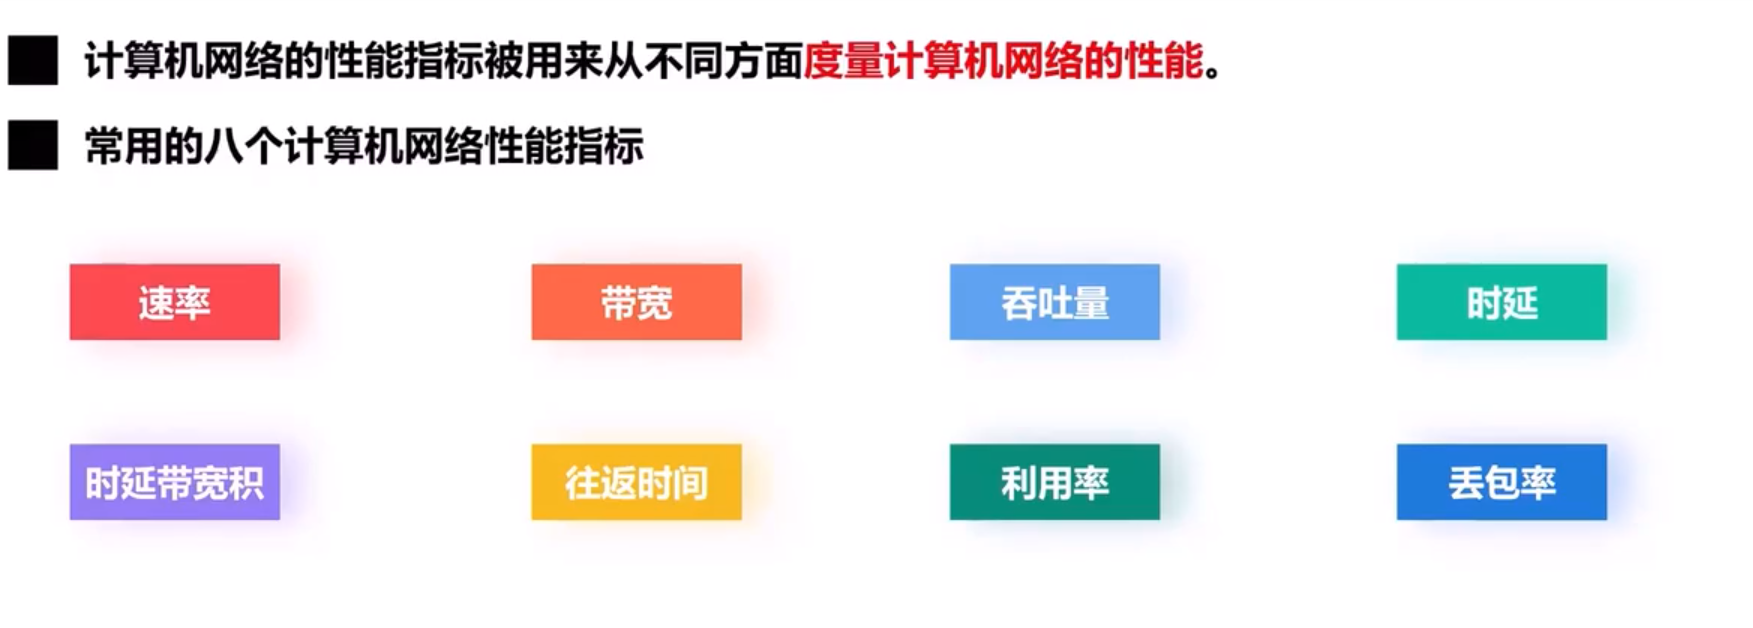 计算机网络的性能指标被用来从不同方面度量计算机网络的性能。
常用的八个计算机网络性能指标
速率 带宽 吞吐量 时延
时延带宽积 往返时间 利用率 丢包率